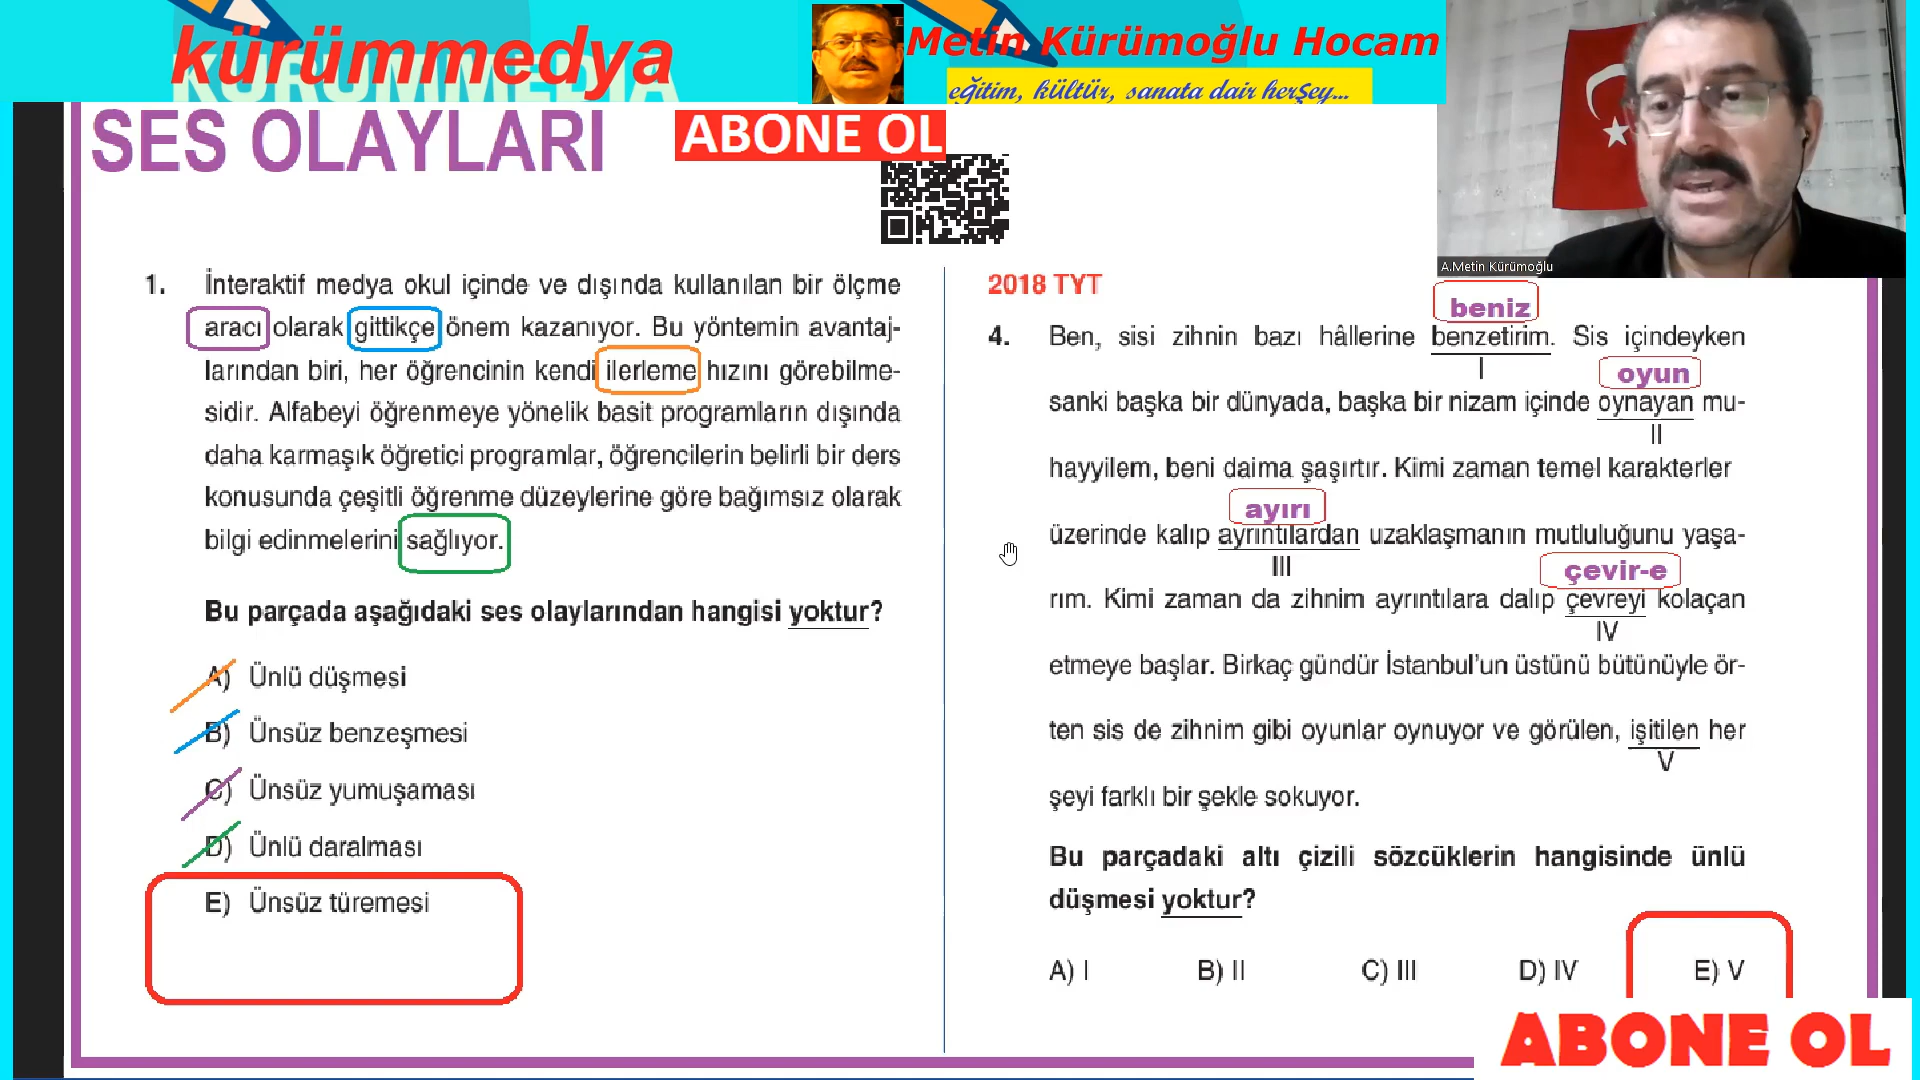 kürümmedya
KURUMMEDIA
Metin Kürümoğlu Hocam
eğitim, kültür, sanata dair herşey...
SES OLAYLARI
ABONE OL
A.Metin Kürümoğlu
1. İnteraktif medya okul içinde ve dışında kullanılan bir ölçme
aracı olarak gittikçe önem kazanıyor. Bu yöntemin avantaj-
larından biri, her öğrencinin kendi ilerleme hızını görebilme-
sidir. Alfabeyi öğrenmeye yönelik basit programların dışında
daha karmaşık öğretici programlar, öğrencilerin belirli bir ders
konusunda çeşitli öğrenme düzeylerine göre bağımsız olarak
bilgi edinmelerini sağlıyor.
Bu parçada aşağıdaki ses olaylarından hangisi yoktur?
A) Ünlü düşmesi
B) Ünsüz benzeşmesi
C) Ünsüz yumuşaması
D) Ünlü daralması
E) Ünsüz türemesi
2018 TYT
beniz
4. Ben, sisi zihnin bazı hâllerine benzetirim. Sis içindeyken
I
oyun
sanki başka bir dünyada, başka bir nizam içinde oynayan mu-
II
hayyilem, beni daima şaşırtır. Kimi zaman temel karakterler
ayırı
üzerinde kalıp ayrıntılardan uzaklaşmanın mutluluğunu yaşa-
III
çevir-e
rım. Kimi zaman da zihnim ayrıntılara dalıp çevreyi kolaçan
IV
etmeye başlar. Birkaç gündür İstanbul'un üstünü bütünüyle ör-
ten sis de zihnim gibi oyunlar oynuyor ve görülen, işitilen her
V
şeyi farklı bir şekle sokuyor.
Bu parçadaki altı çizili sözcüklerin hangisinde ünlü
düşmesi yoktur?
A) I B) II C) III D) IV E) V
ABONE OL